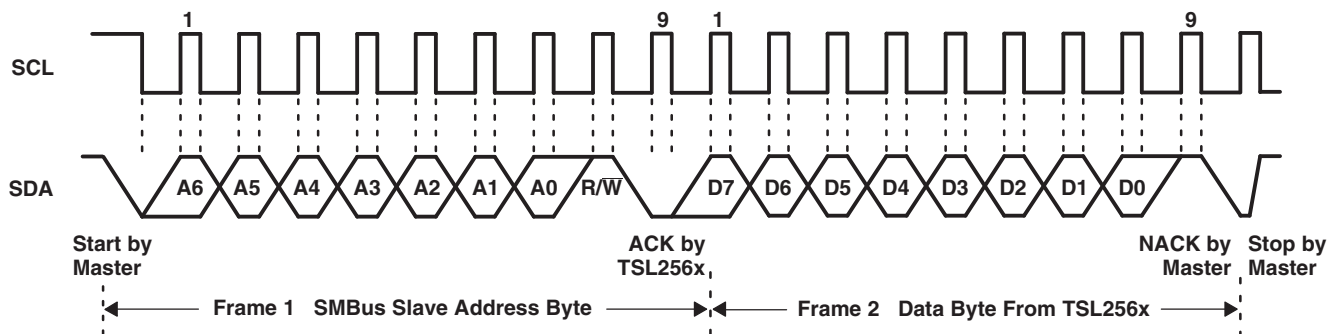 1 9 1 9
SCL
SDA A6 A5 A4 A3 A2 A1 A0 R/W D7 D6 D5 D4 D3 D2 D1 D0
Start by
Master
ACK by
TSL256x
NACK by
Master
Stop by
Master
Frame 1 SMBus Slave Address Byte
Frame 2 Data Byte From TSL256x